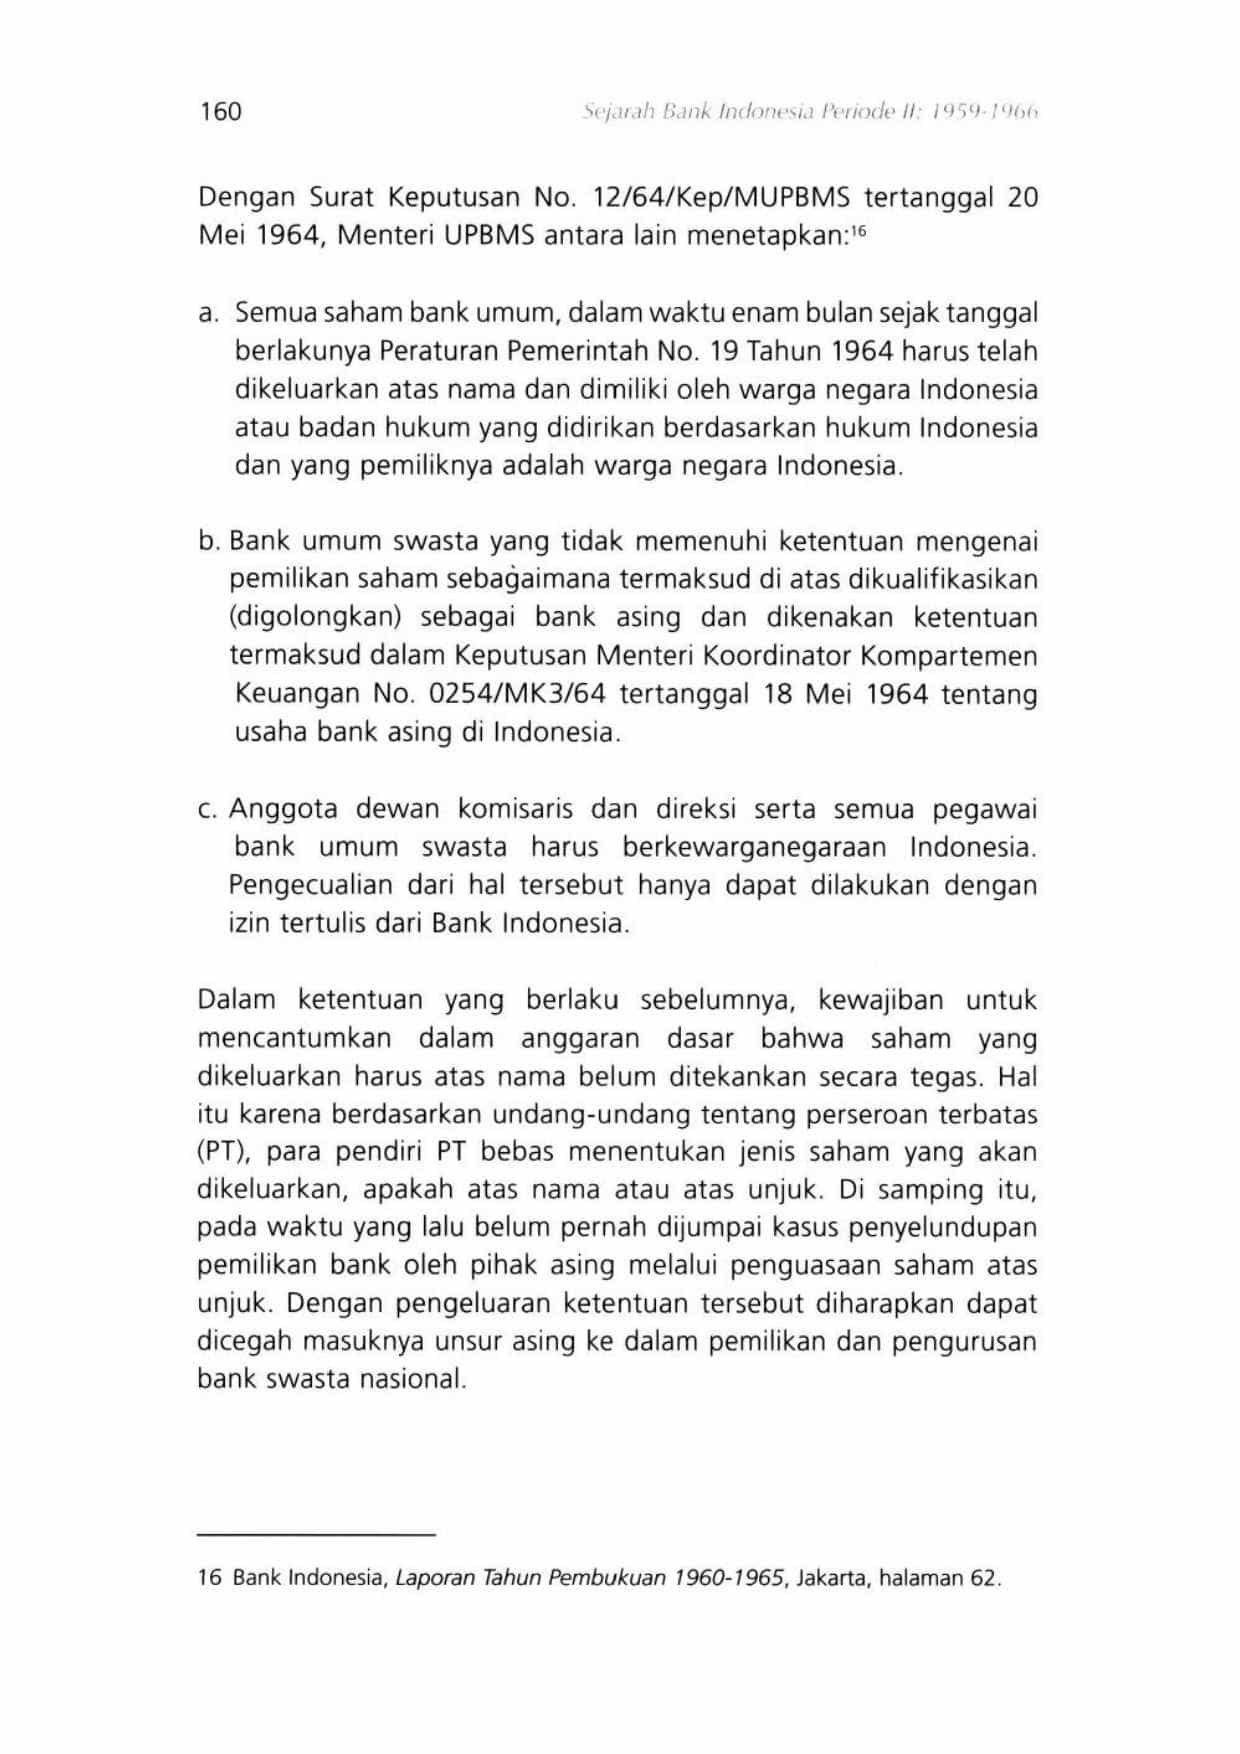 160
Sejarah Bank Indonesia Periode II: 1959-1966
Dengan Surat Keputusan No. 12/64/Kep/MUPBMS tertanggal 20
Mei 1964, Menteri UPBMS antara lain menetapkan:16
a. Semua saham bank umum, dalam waktu enam bulan sejak tanggal
berlakunya Peraturan Pemerintah No. 19 Tahun 1964 harus telah
dikeluarkan atas nama dan dimiliki oleh warga negara Indonesia
atau badan hukum yang didirikan berdasarkan hukum Indonesia
dan yang pemiliknya adalah warga negara Indonesia.
b. Bank umum swasta yang tidak memenuhi ketentuan mengenai
pemilikan saham sebagaimana termaksud di atas dikualifikasikan
(digolongkan) sebagai bank asing dan dikenakan ketentuan
termaksud dalam Keputusan Menteri Koordinator Kompartemen
Keuangan No. 0254/MK3/64 tertanggal 18 Mei 1964 tentang
usaha bank asing di Indonesia.
c. Anggota dewan komisaris dan direksi serta semua pegawai
bank umum swasta harus berkewarganegaraan Indonesia.
Pengecualian dari hal tersebut hanya dapat dilakukan dengan
izin tertulis dari Bank Indonesia.
Dalam ketentuan yang berlaku sebelumnya, kewajiban untuk
mencantumkan dalam anggaran dasar bahwa saham yang
dikeluarkan harus atas nama belum ditekankan secara tegas. Hal
itu karena berdasarkan undang-undang tentang perseroan terbatas
(PT), para pendiri PT bebas menentukan jenis saham yang akan
dikeluarkan, apakah atas nama atau atas unjuk. Di samping itu,
pada waktu yang lalu belum pernah dijumpai kasus penyelundupan
pemilikan bank oleh pihak asing melalui penguasaan saham atas
unjuk. Dengan pengeluaran ketentuan tersebut diharapkan dapat
dicegah masuknya unsur asing ke dalam pemilikan dan pengurusan
bank swasta nasional.
16 Bank Indonesia, Laporan Tahun Pembukuan 1960-1965, Jakarta, halaman 62.